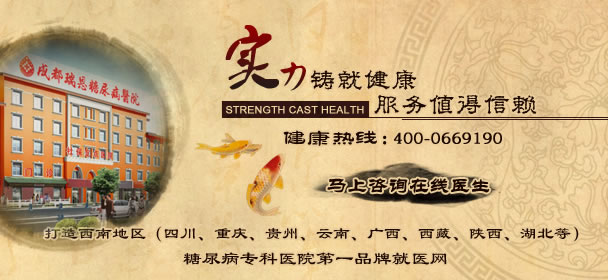 成都瑞恩糖尿病醫院
实力铸就健康
STRENGTH CAST HEALTH 服务值得信赖
健康热线：400-0669190
马上咨询在线医生
打造西南地区（四川、重庆、贵州、云南、广西、西藏、陕西、湖北等）
糖尿病专科医院第一品牌就医网